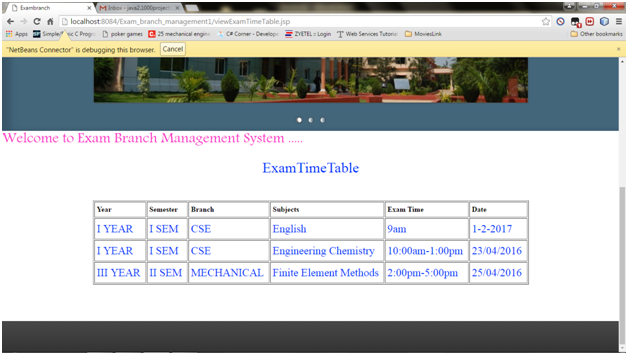 Exambranch
M Inbox - java2.1000project
localhost:8084/Exam_branch_management1/viewExamTimeTable.jsp
Apps
poker games
25 mechanical engine
C# Corner - Develope
ZYETEL :: Login
Web Services Tutorial
MoviesLink
Other bookmarks
"NetBeans Connector" is debugging this browser. Cancel
Welcome to Exam Branch Management System .....
ExamTimeTable
Year Semester Branch Subjects Exam Time Date
I YEAR I SEM CSE English 9am 1-2-2017
I YEAR I SEM CSE Engineering Chemistry 10:00am-1:00pm 23/04/2016
III YEAR II SEM MECHANICAL Finite Element Methods 2:00pm-5:00pm 25/04/2016